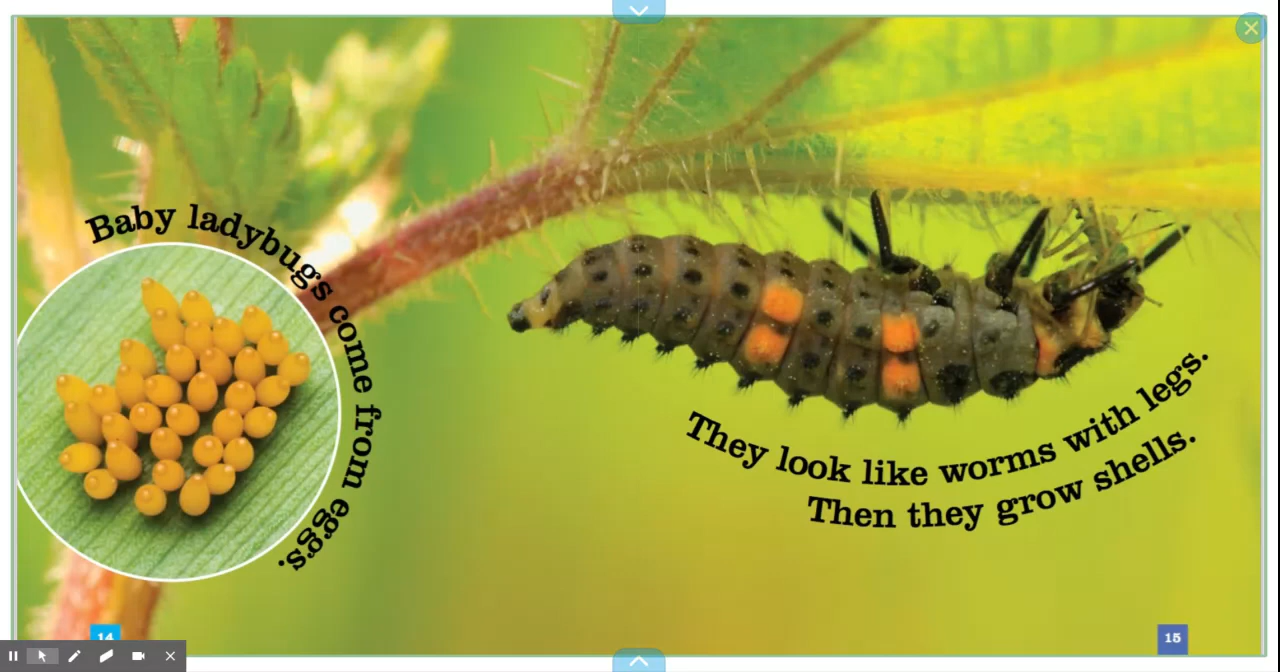 Baby ladybugs come from eggs.
They look like worms with legs.
Then they grow shells.
14
15